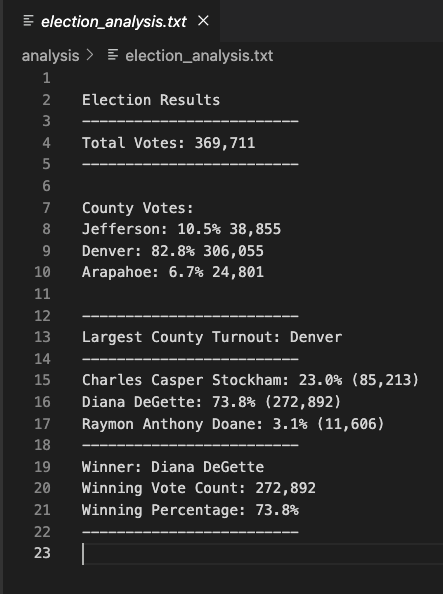 election_analysis.txt ×
analysis > election_analysis.txt
1
2 Election Results
3 -------------------------
4 Total Votes: 369,711
5 -------------------------
6
7 County Votes:
8 Jefferson: 10.5% 38,855
9 Denver: 82.8% 306,055
10 Arapahoe: 6.7% 24,801
11
12 -------------------------
13 Largest County Turnout: Denver
14 -------------------------
15 Charles Casper Stockham: 23.0% (85,213)
16 Diana DeGette: 73.8% (272,892)
17 Raymon Anthony Doane: 3.1% (11,606)
18 -------------------------
19 Winner: Diana DeGette
20 Winning Vote Count: 272,892
21 Winning Percentage: 73.8%
22 -------------------------
23